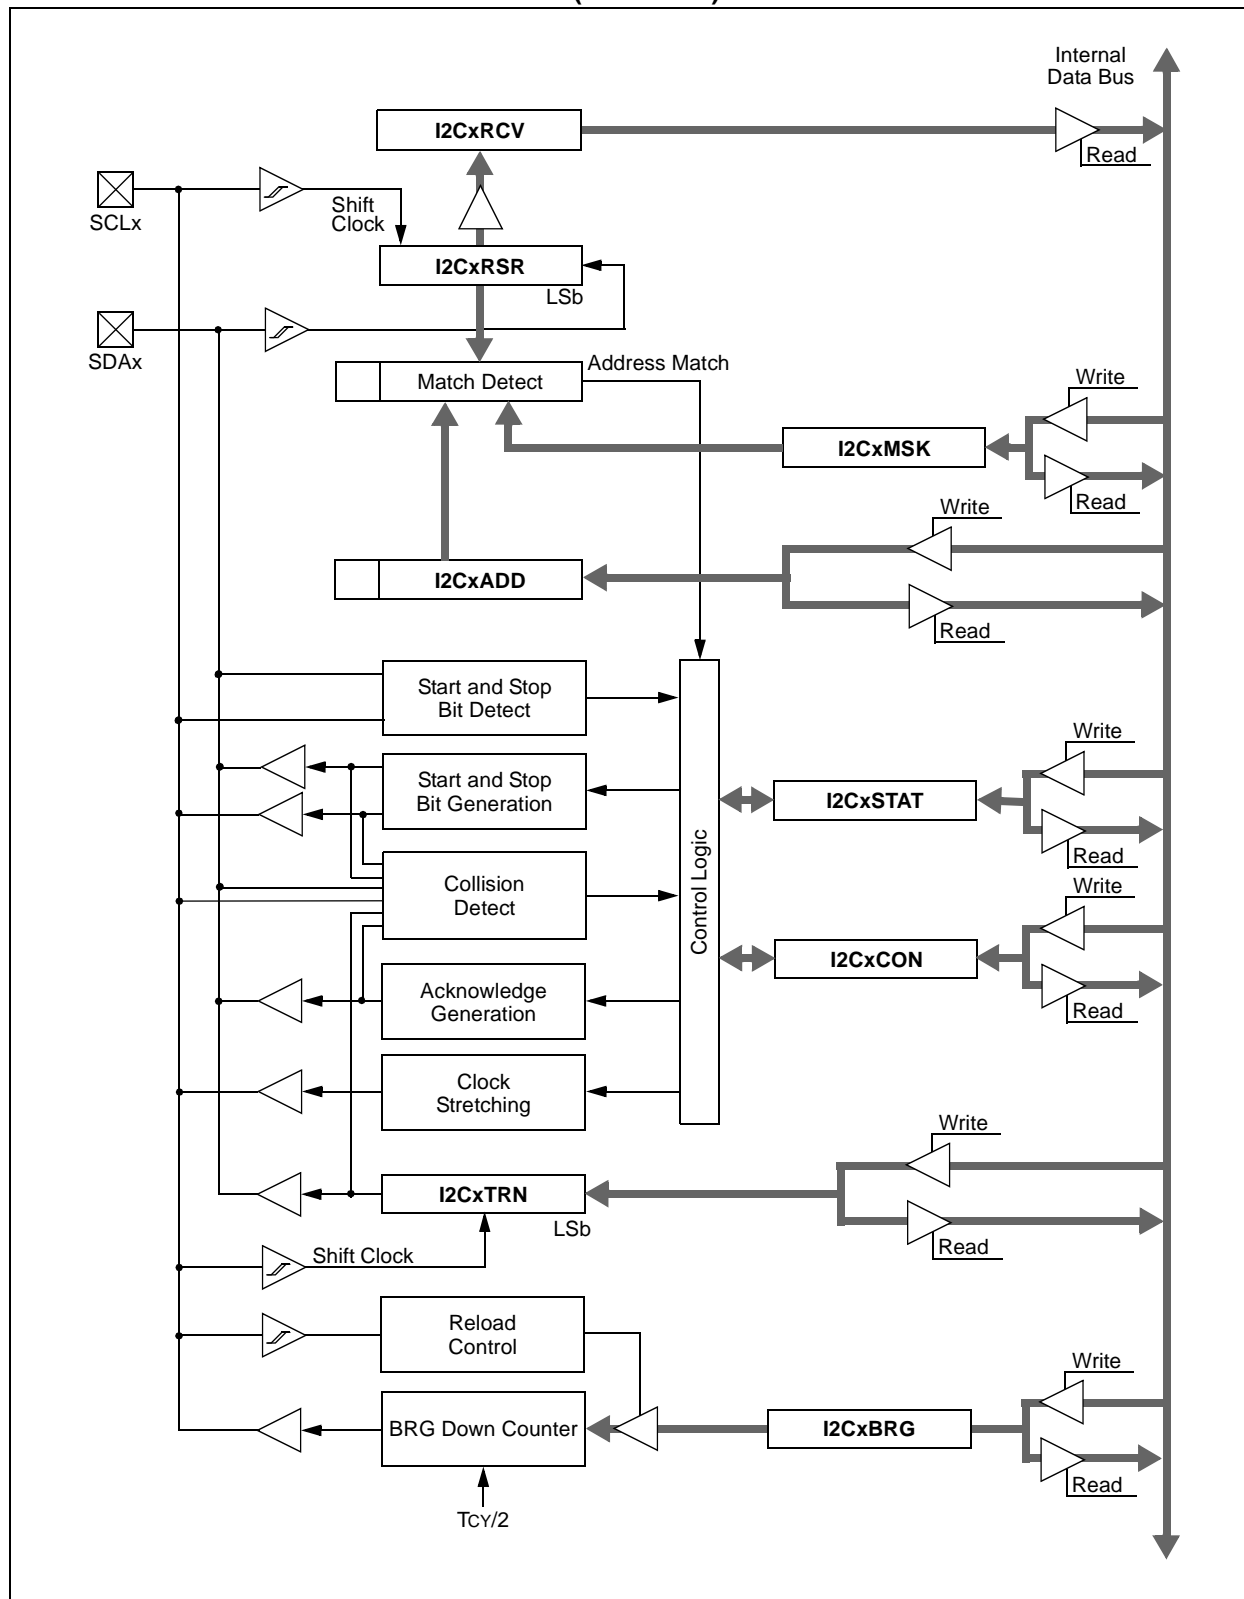 Internal
Data Bus
I2CxRCV
Read
SCLx
Shift
Clock
I2CxRSR
LSb
SDAx
Address Match
Match Detect
Write
I2CxMSK
Read
Write
I2CxADD
Read
Start and Stop
Bit Detect
Write
Start and Stop
Bit Generation
I2CxSTAT
Read
Collision
Detect
Control Logic
Write
I2CxCON
Acknowledge
Generation
Read
Clock
Stretching
Write
I2CxTRN
LSb
Read
Shift Clock
Reload
Control
Write
BRG Down Counter
I2CxBRG
Read
TCY/2